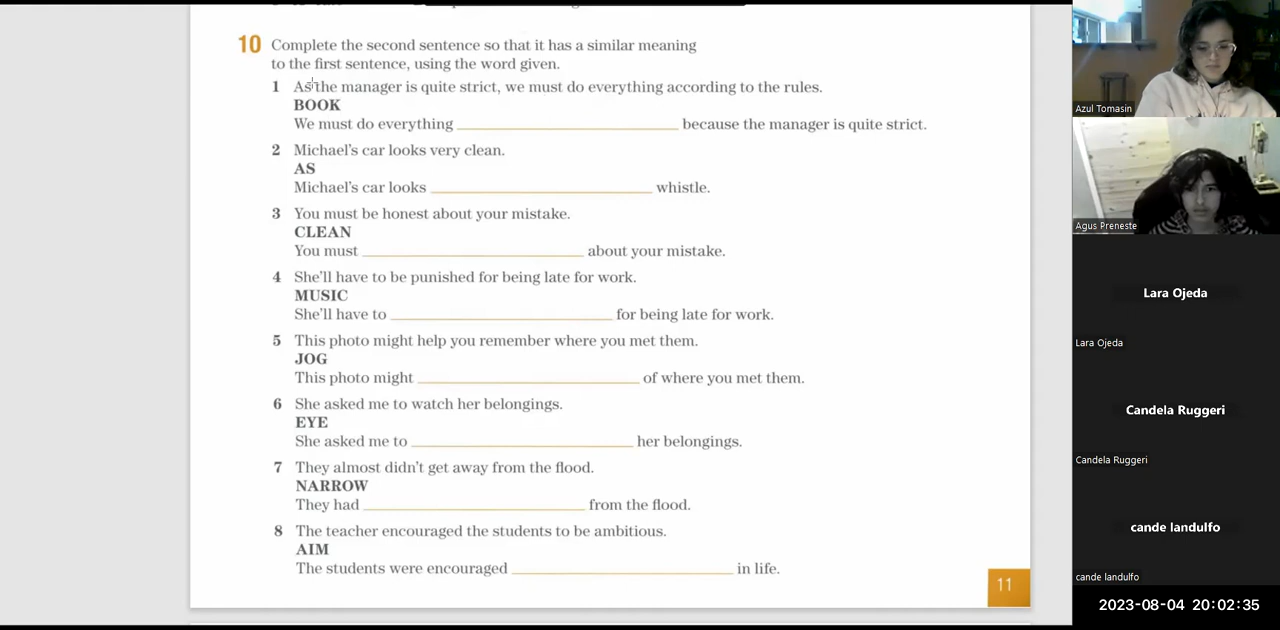 10 Complete the second sentence so that it has a similar meaning
to the first sentence, using the word given.
1 As the manager is quite strict, we must do everything according to the rules.
BOOK
We must do everything because the manager is quite strict.
2 Michael's car looks very clean.
AS
Michael's car looks whistle.
3 You must be honest about your mistake.
CLEAN
You must about your mistake.
4 She'll have to be punished for being late for work.
MUSIC
She'll have to for being late for work.
5 This photo might help you remember where you met them.
JOG
This photo might of where you met them.
6 She asked me to watch her belongings.
EYE
She asked me to her belongings.
7 They almost didn't get away from the flood.
NARROW
They had from the flood.
8 The teacher encouraged the students to be ambitious.
AIM
The students were encouraged in life.
11
Azul Tomasin
Agus Preneste
Lara Ojeda
Lara Ojeda
Candela Ruggeri
Candela Ruggeri
cande landulfo
cande landulfo
2023-08-04 20:02:35